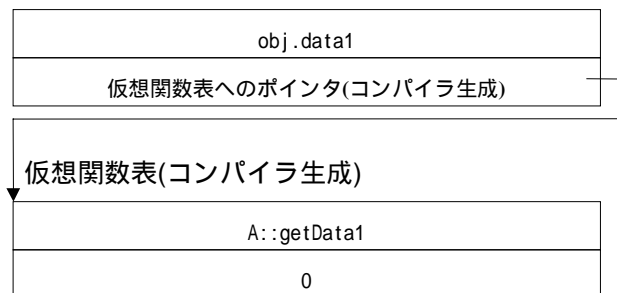 obj.data1
仮想関数表へのポインタ(コンパイラ生成)
仮想関数表(コンパイラ生成)
A::getData1
0